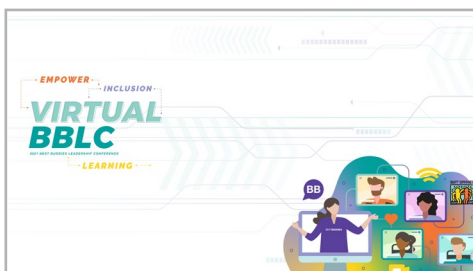 EMPOWER
INCLUSION
VIRTUAL
BBLC
2021 BEST BUDDIES LEADERSHIP CONFERENCE
LEARNING
BB